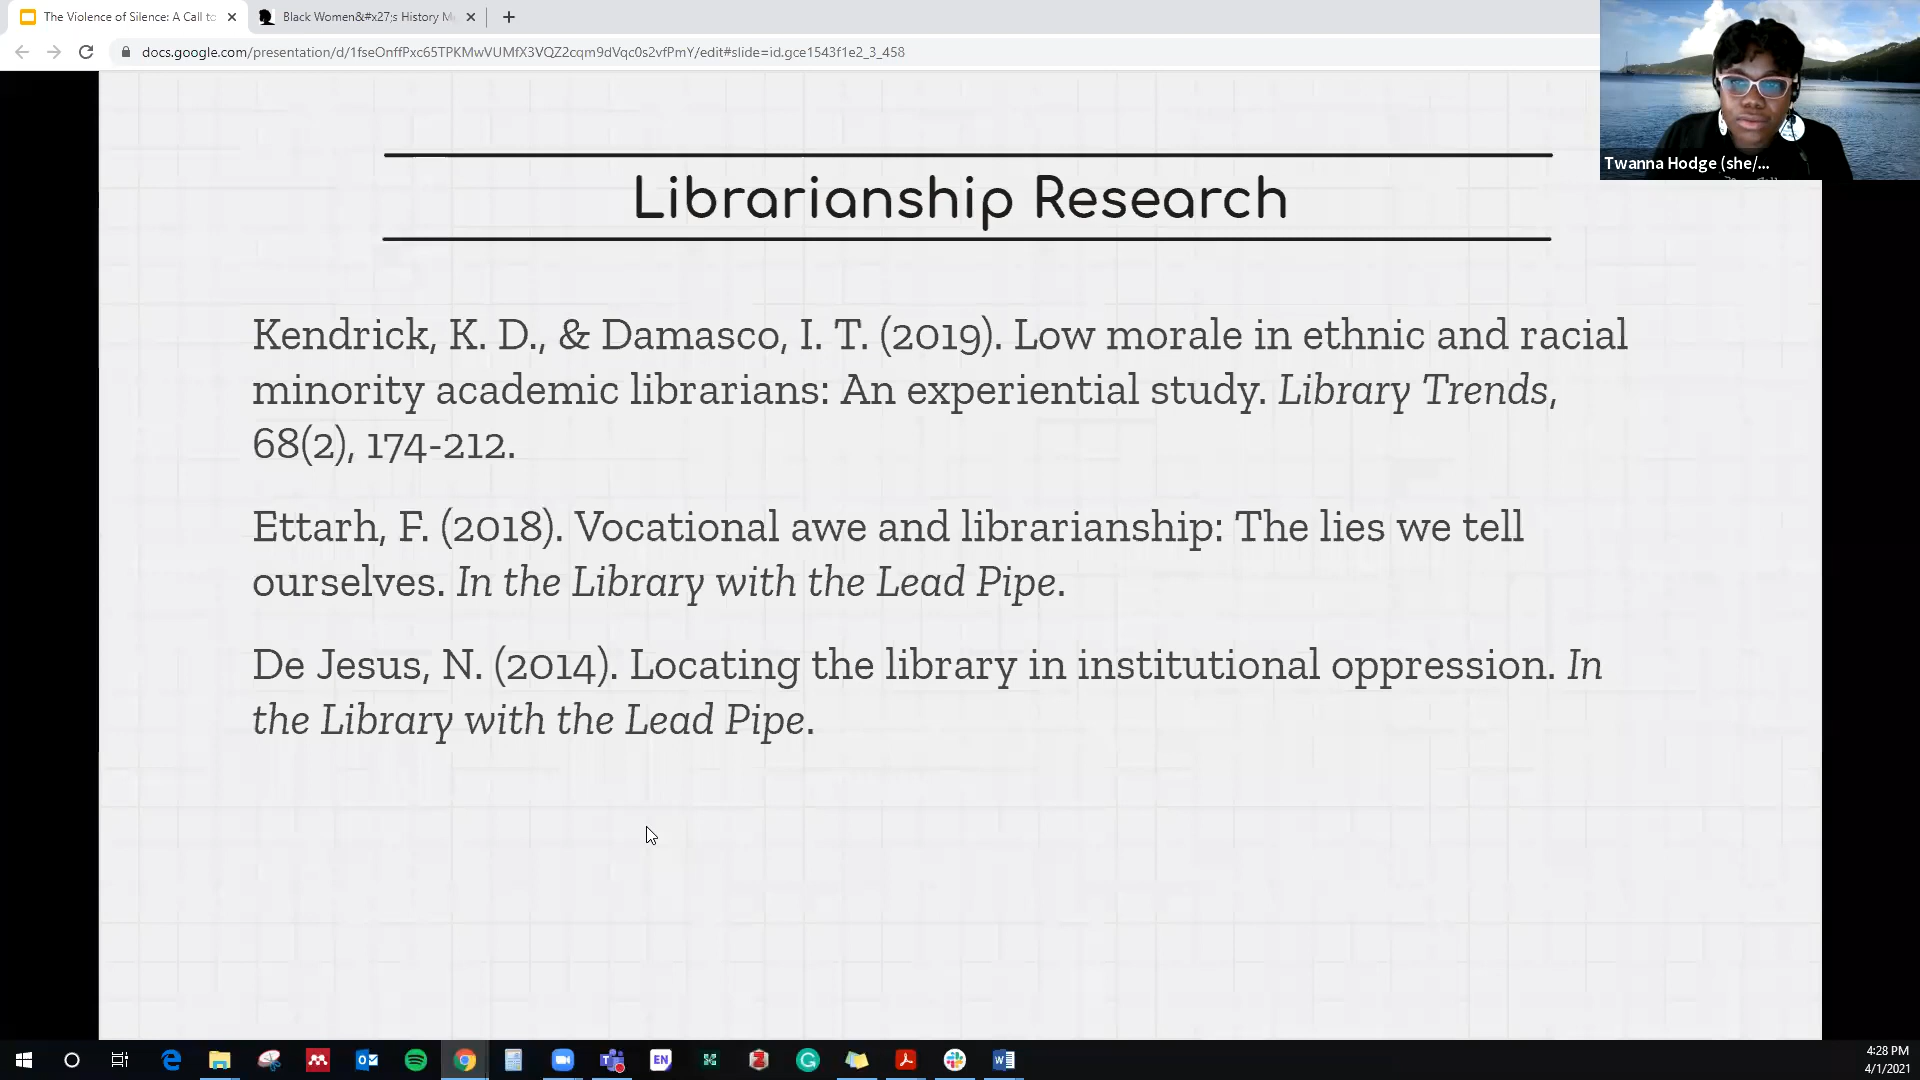 The Violence of Silence: A Call to
Black Women&#x27;s History M
docs.google.com/presentation/d/1fseOnffPxc65TPKMwVUMfX3VQZ2cqm9dVqc0s2vfPmY/edit#slide=id.gce1543f1e2_3_458
Twanna Hodge (she/...
Librarianship Research
Kendrick, K. D., & Damasco, I. T. (2019). Low morale in ethnic and racial
minority academic librarians: An experiential study. Library Trends,
68(2), 174-212.
Ettarh, F. (2018). Vocational awe and librarianship: The lies we tell
ourselves. In the Library with the Lead Pipe.
De Jesus, N. (2014). Locating the library in institutional oppression. In
the Library with the Lead Pipe.
EN
4:28 PM
4/1/2021